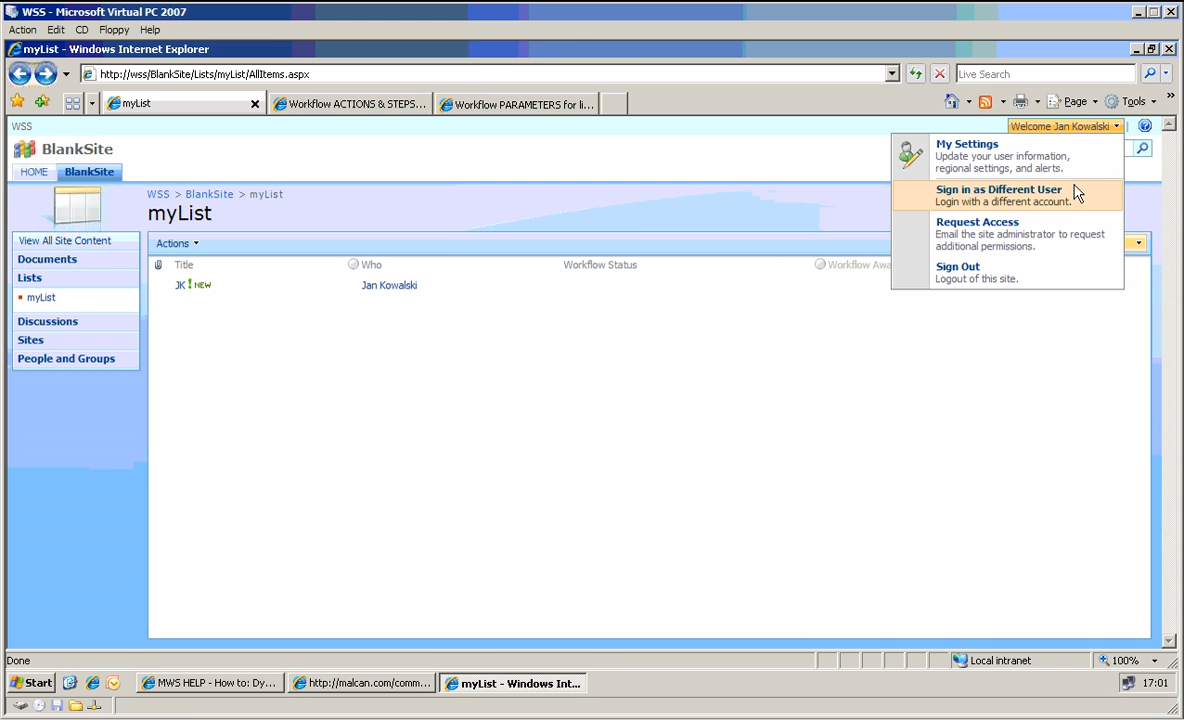 WSS - Microsoft Virtual PC 2007
Action Edit CD Floppy Help
myList - Windows Internet Explorer
http://wss/BlankSite/Lists/myList/AllItems.aspx
Live Search
myList
Workflow ACTIONS & STEPS...
Workflow PARAMETERS for li...
Page
Tools
WSS
Welcome Jan Kowalski
BlankSite
HOME
BlankSite
My Settings
Update your user information,
regional settings, and alerts.
Sign in as Different User
Login with a different account.
Request Access
Email the site administrator to request
additional permissions.
Sign Out
Logout of this site.
WSS > BlankSite > myList
myList
View All Site Content
Documents
Lists
myList
Discussions
Sites
People and Groups
Actions
Title Who Workflow Status Workflow Awa
JK ! NEW Jan Kowalski
Done
Local intranet
100%
Start
MWS HELP - How to: Dy...
http://malcan.com/comm...
myList - Windows Int...
17:01